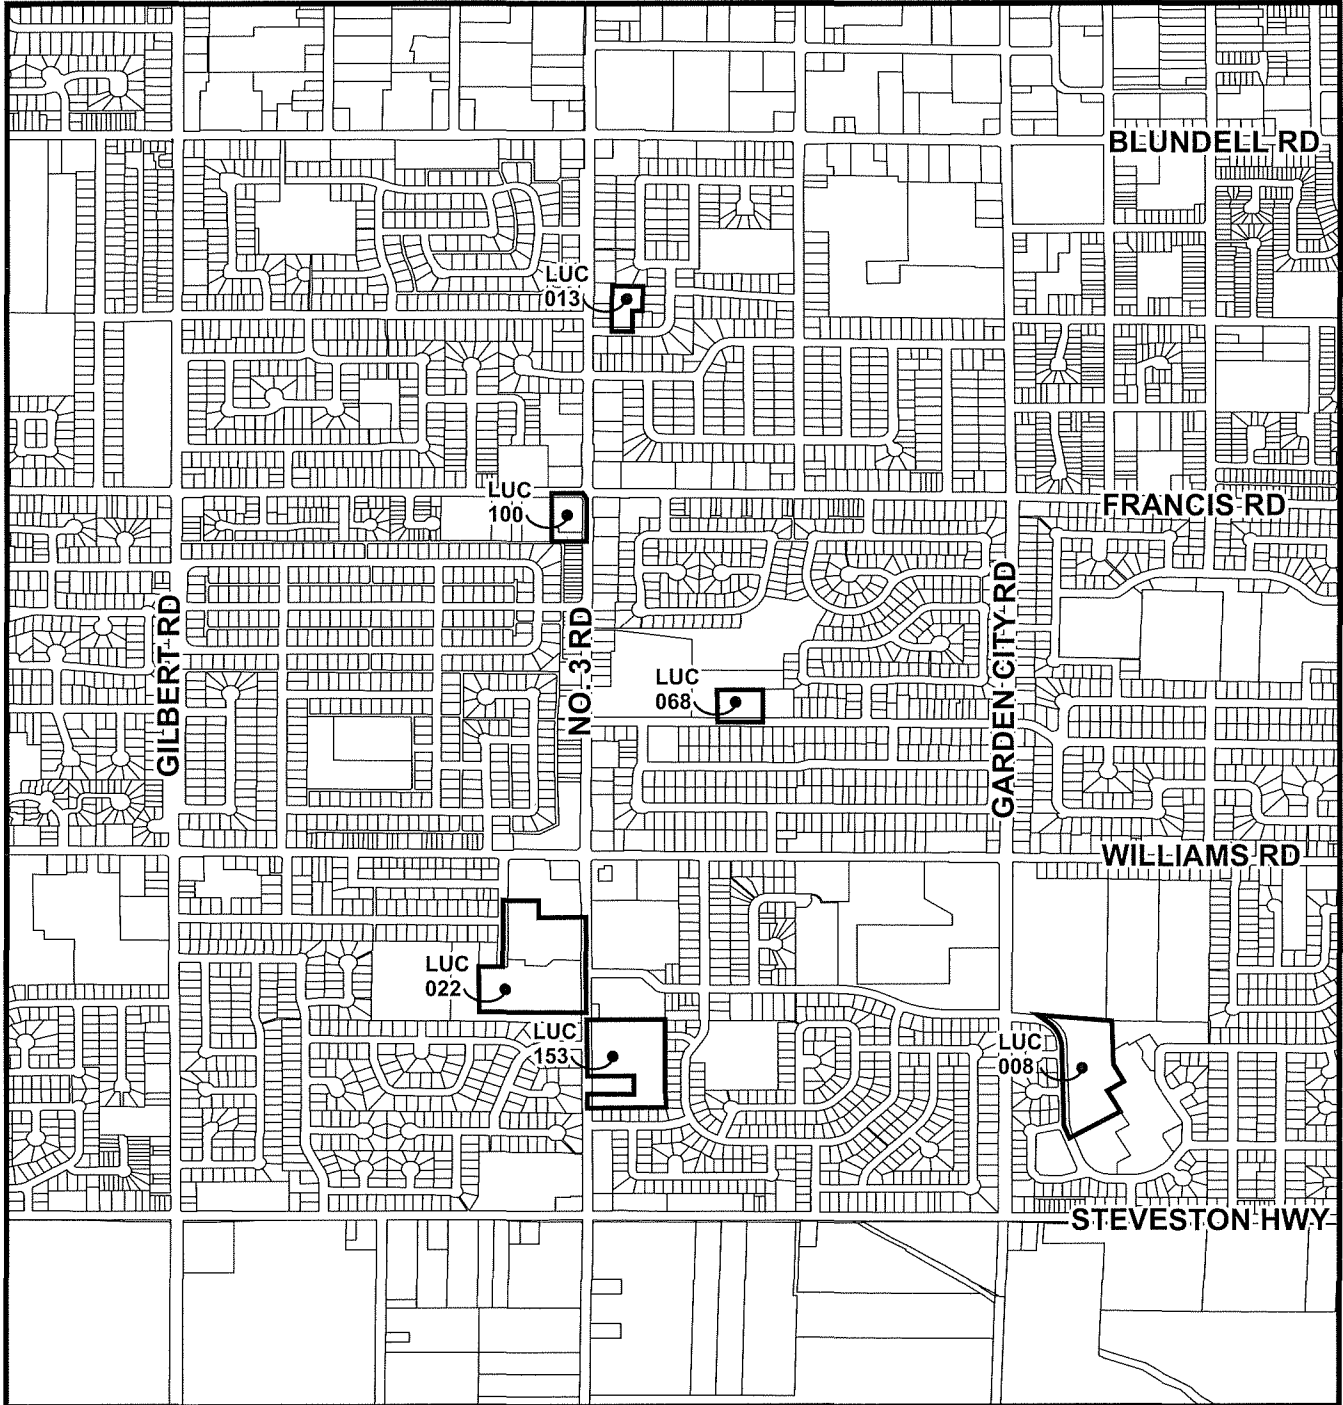 BLUNDELL RD
LUC
013
LUC
100
FRANCIS RD
GILBERT RD
NO. 3 RD
GARDEN CITY RD
LUC
068
WILLIAMS RD
LUC
022
LUC
153
LUC
008
STEVESTON HWY